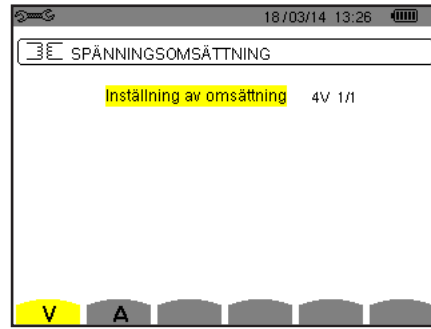 18/03/14 13:26
SPÄNNINGSOMSÄTTNING
Inställning av omsättning 4V 1/1
V A